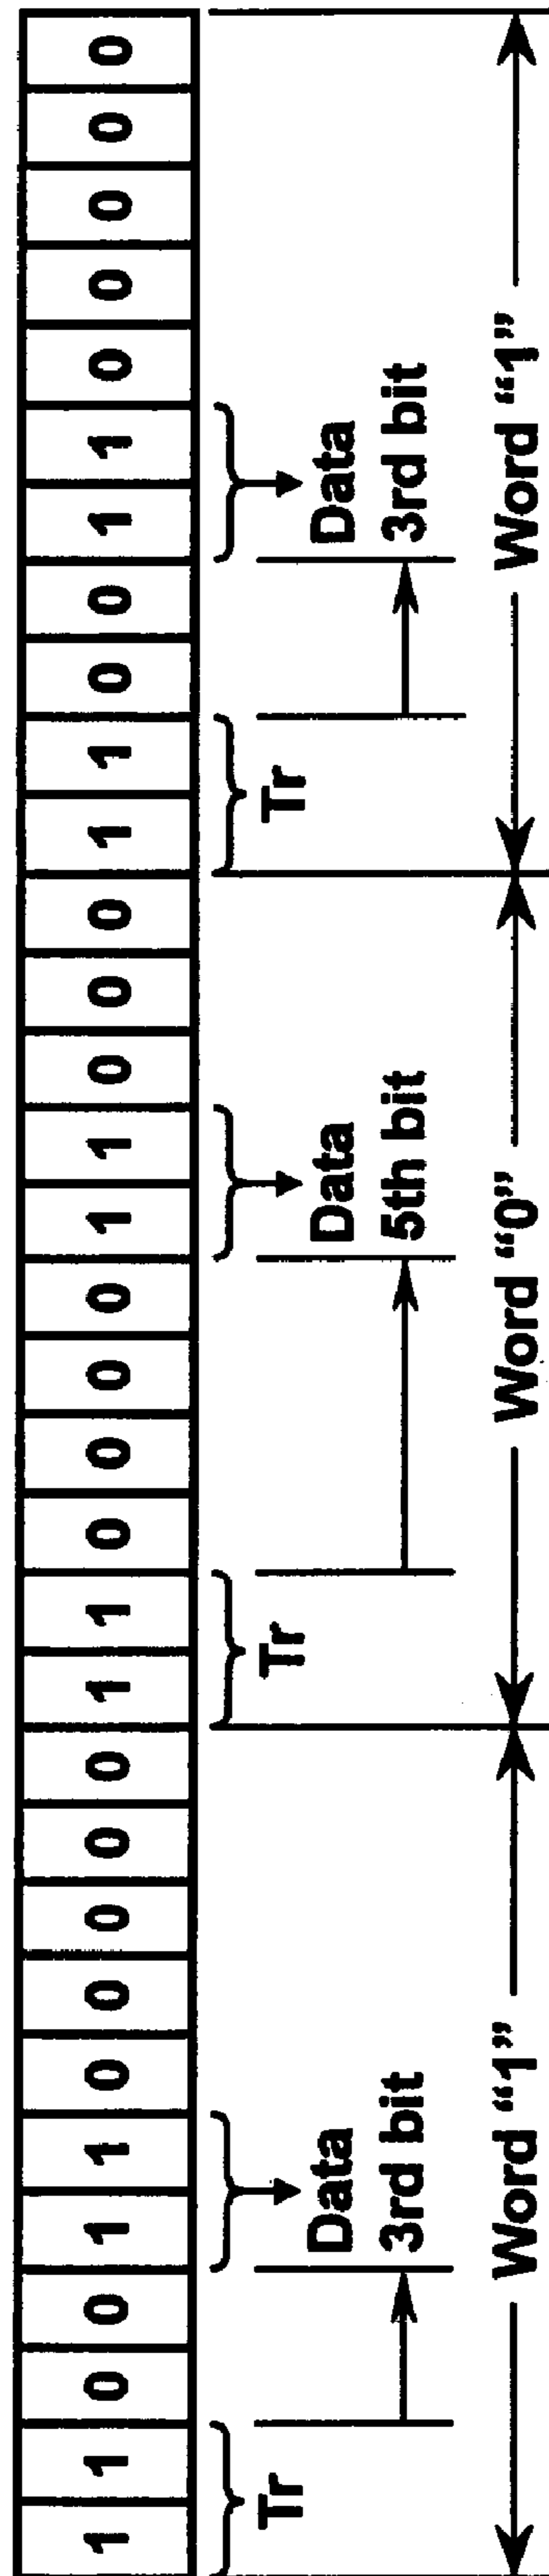 1 1 0 0 1 1 0 0 0 0 0 1 1 0 0 0 0 1 1 0 0 0 1 1 0 0 1 1 0 0 0 0 0
Tr Tr Tr
Data Data Data
3rd bit 5th bit 3rd bit
Word “1” Word “0” Word “1”